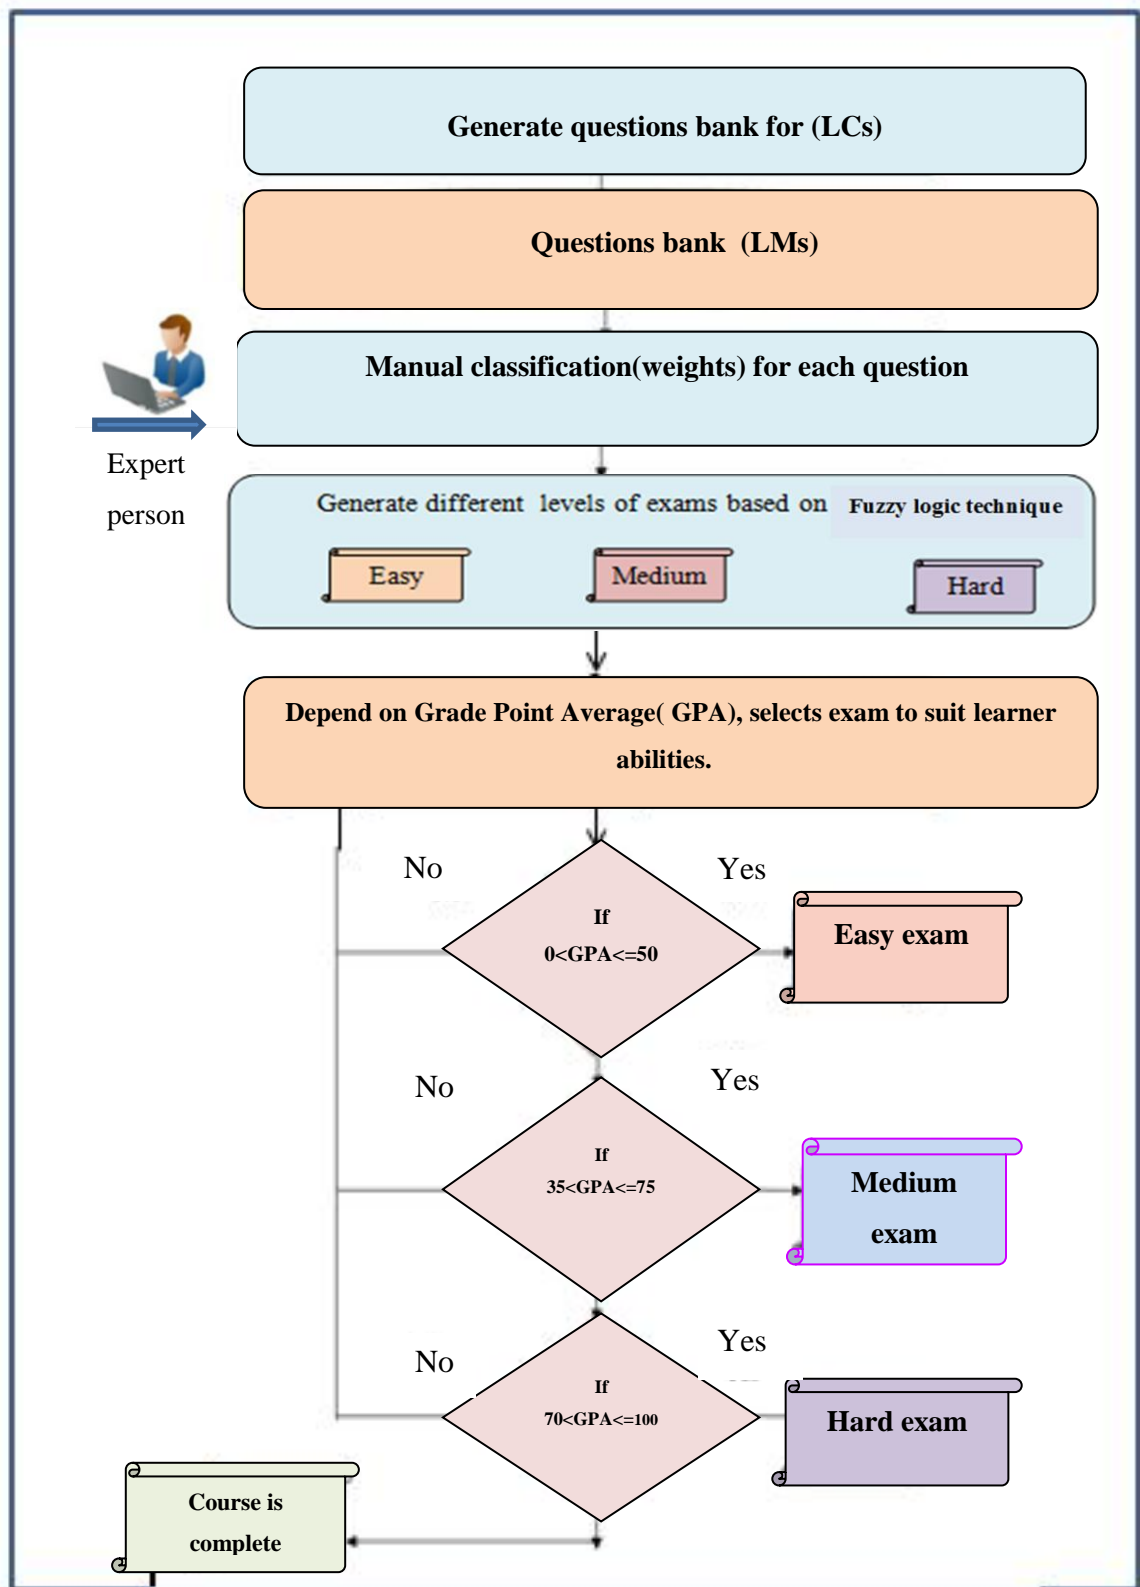 Generate questions bank for (LCs)
Questions bank (LMs)
Manual classification(weights) for each question
Expert
person
Generate different levels of exams based on Fuzzy logic technique
Easy
Medium
Hard
Depend on Grade Point Average( GPA), selects exam to suit learner
abilities.
No
Yes
If
0<GPA<=50
Easy exam
No
Yes
If
35<GPA<=75
Medium
exam
No
Yes
If
70<GPA<=100
Hard exam
Course is
complete